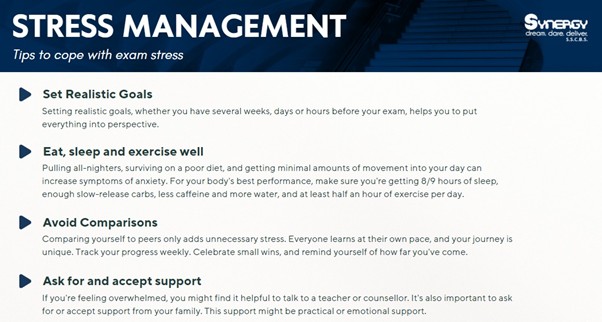 STRESS MANAGEMENT
Tips to cope with exam stress
SYNERGY
dream. dare. deliver.
S.S.C.B.S.
Set Realistic Goals
Setting realistic goals, whether you have several weeks, days or hours before your exam, helps you to put
everything into perspective.
Eat, sleep and exercise well
Pulling all-nighters, surviving on a poor diet, and getting minimal amounts of movement into your day can
increase symptoms of anxiety. For your body's best performance, make sure you're getting 8/9 hours of sleep,
enough slow-release carbs, less caffeine and more water, and at least half an hour of exercise per day.
Avoid Comparisons
Comparing yourself to peers only adds unnecessary stress. Everyone learns at their own pace, and your journey is
unique. Track your progress weekly. Celebrate small wins, and remind yourself of how far you've come.
Ask for and accept support
If you're feeling overwhelmed, you might find it helpful to talk to a teacher or counsellor. It's also important to ask
for or accept support from your family. This support might be practical or emotional support.